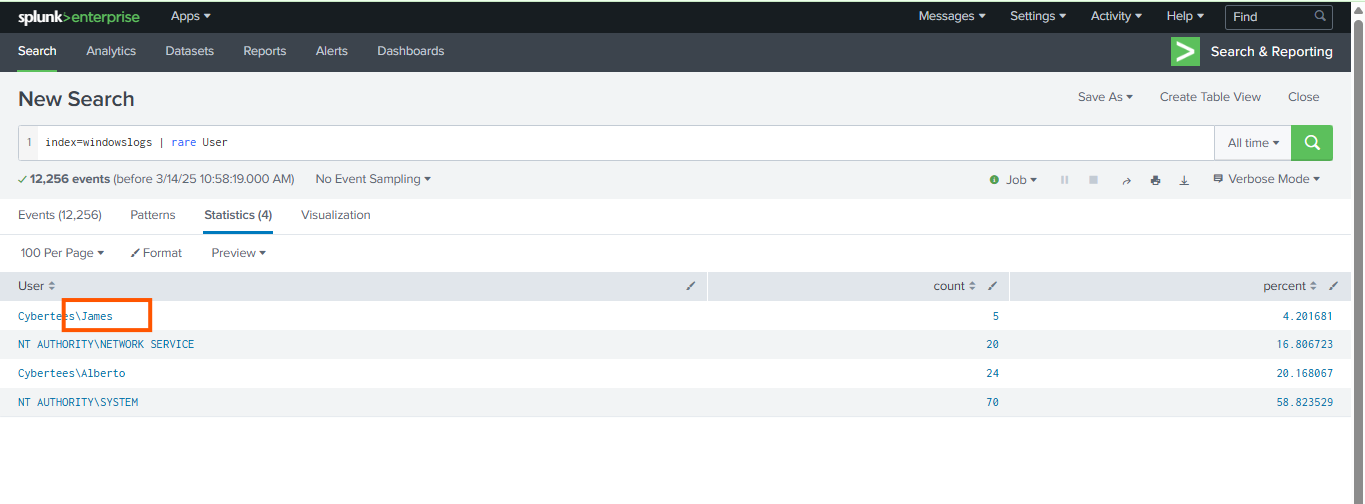 splunk>enterprise Apps Messages Settings Activity Help Find
Search Analytics Datasets Reports Alerts Dashboards Search & Reporting
New Search Save As Create Table View Close
1 index=windowslogs | rare User All time
12,256 events (before 3/14/25 10:58:19.000 AM) No Event Sampling Job Verbose Mode
Events (12,256) Patterns Statistics (4) Visualization
100 Per Page Format Preview
User count percent
Cybertees\James 5 4.201681
NT AUTHORITY\NETWORK SERVICE 20 16.806723
Cybertees\Alberto 24 20.168067
NT AUTHORITY\SYSTEM 70 58.823529